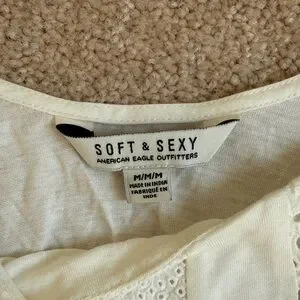 SOFT & SEXY
AMERICAN EAGLE OUTFITTERS
M/M/M
MADE IN INDIA
FABRIQUÉ EN
INDE